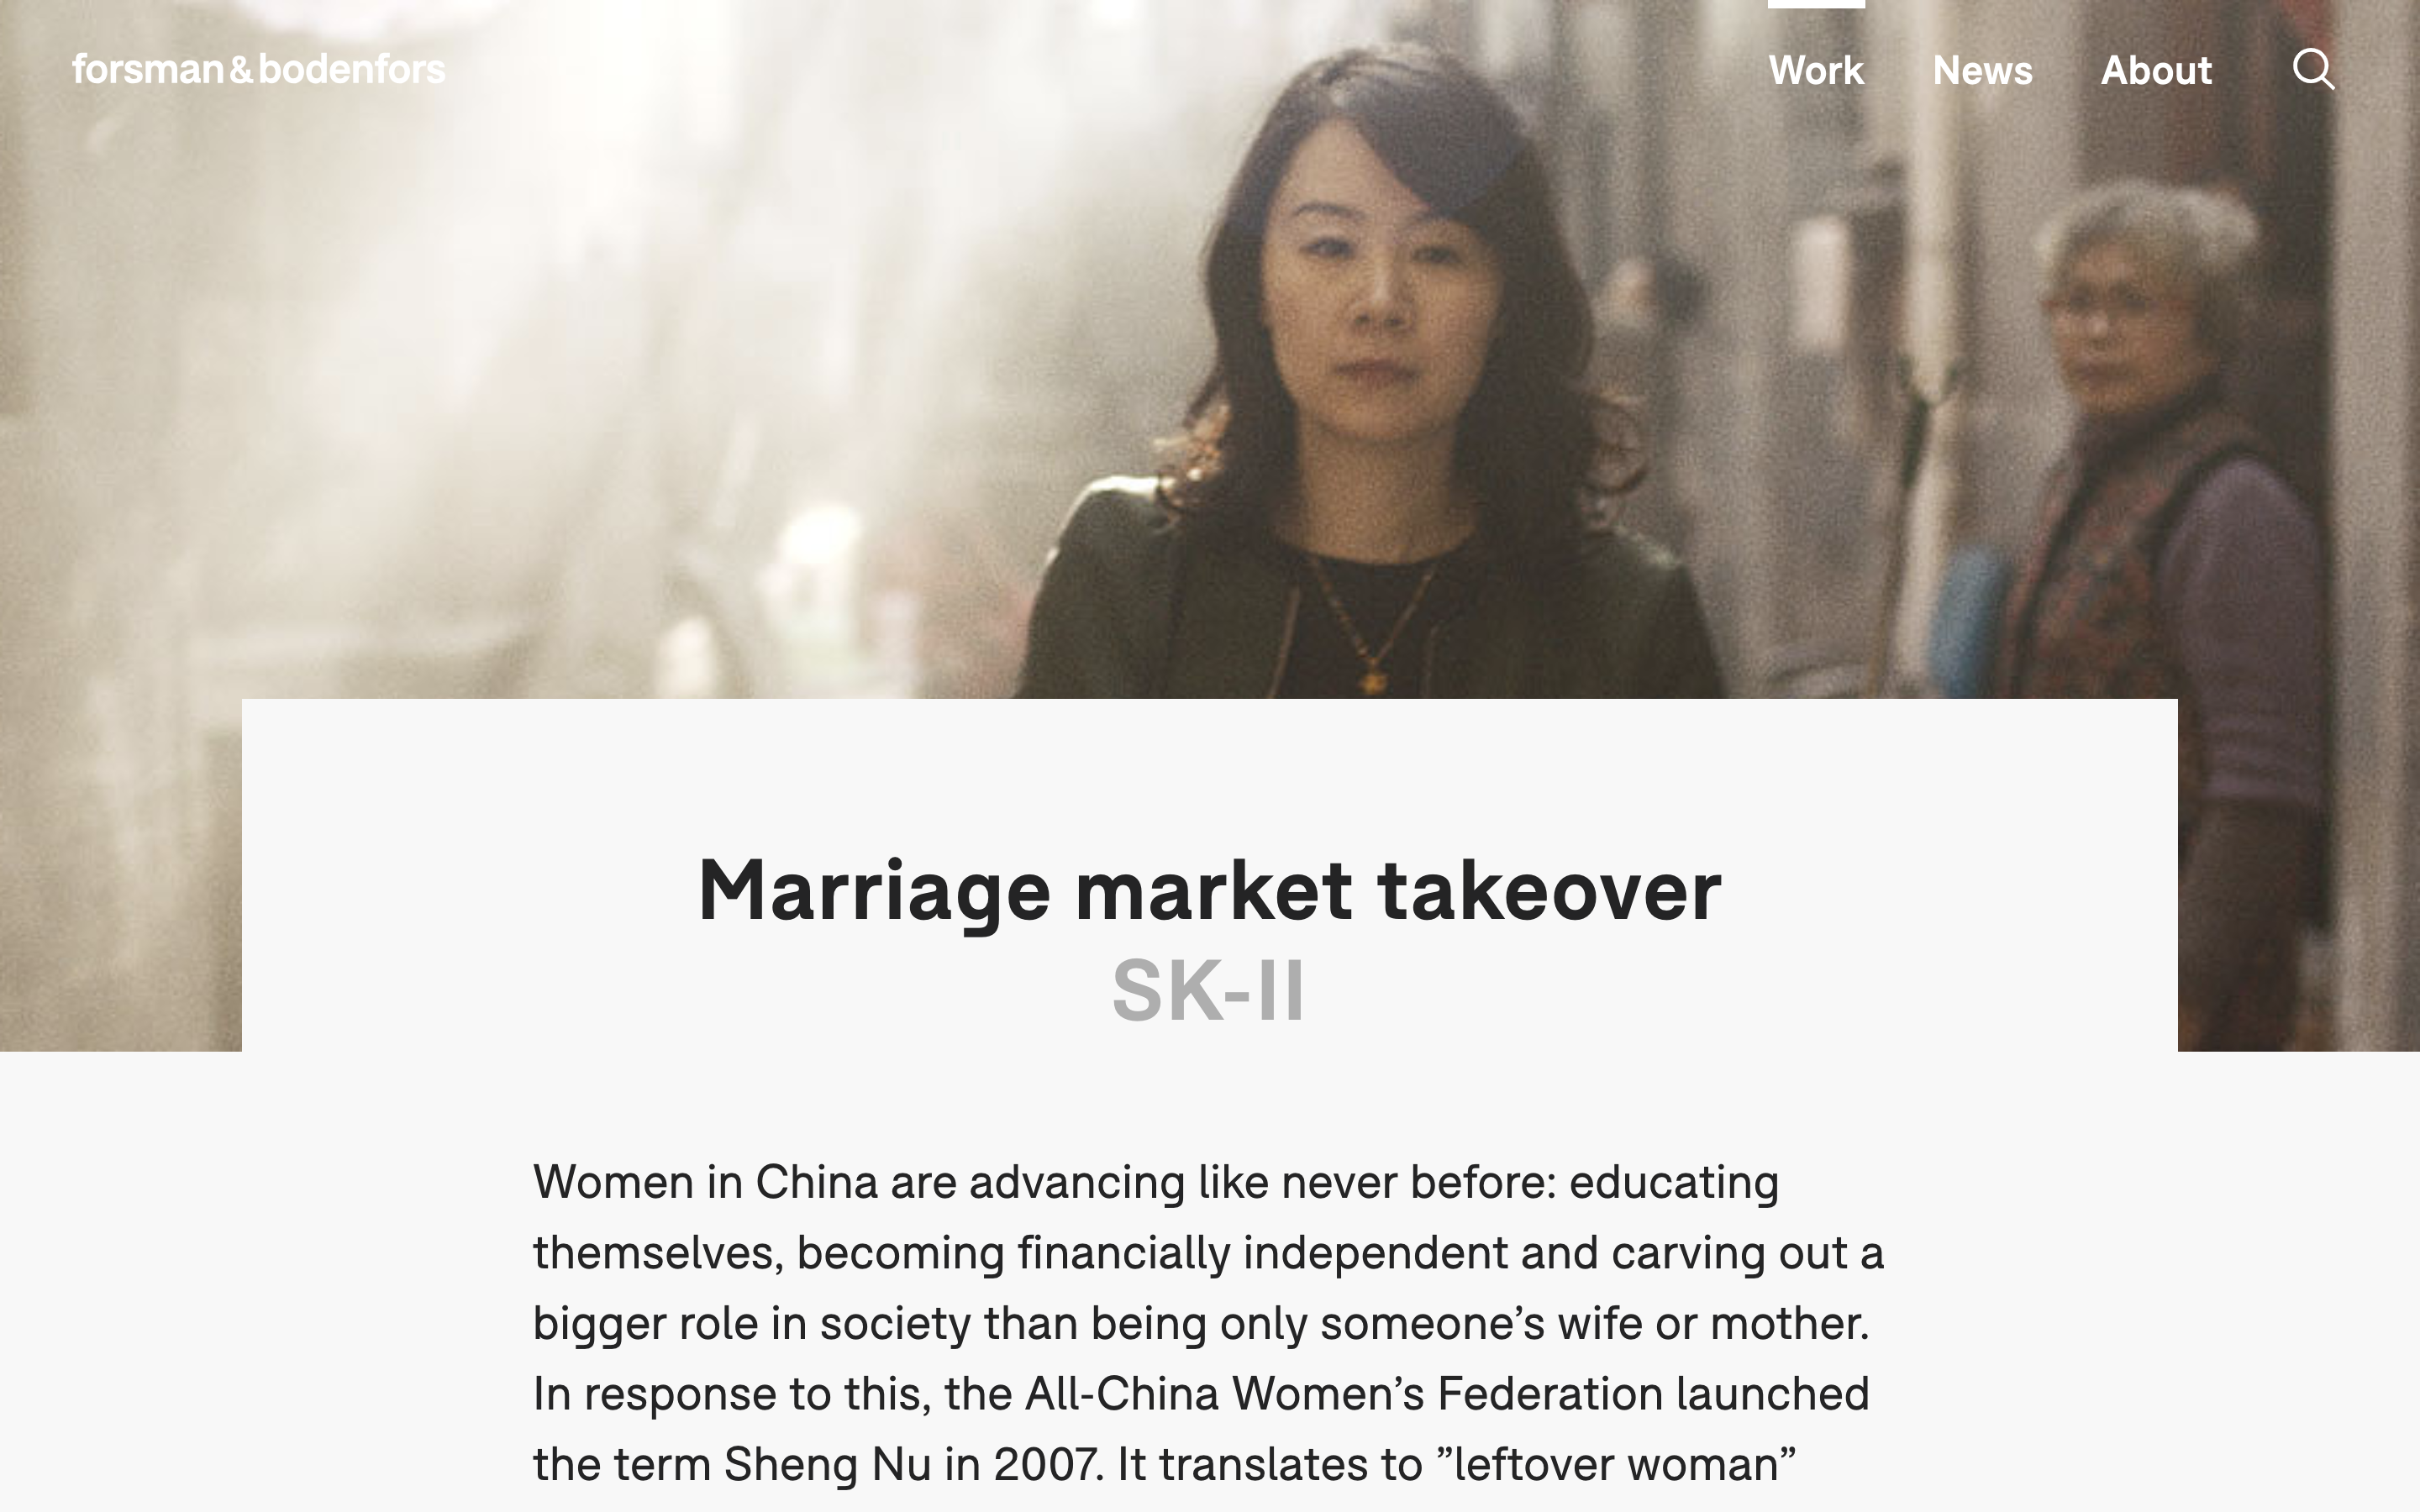 forsman & bodenfors
Work News About
Marriage market takeover
SK-II
Women in China are advancing like never before: educating
themselves, becoming financially independent and carving out a
bigger role in society than being only someone’s wife or mother.
In response to this, the All-China Women’s Federation launched
the term Sheng Nu in 2007. It translates to ”leftover woman”